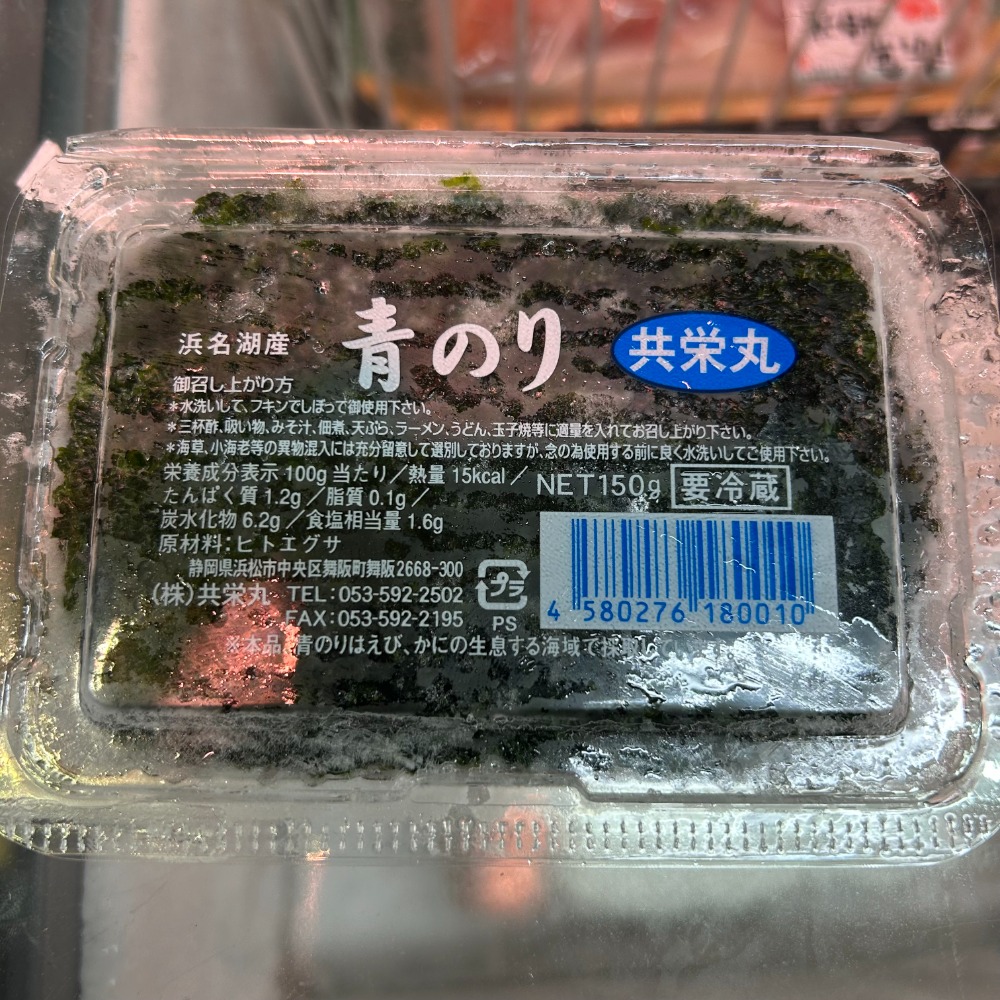 浜名湖産
青のり
共栄丸
御召し上がり方
*水洗いして、フキンでしぼって御使用下さい。
*三杯酢、吸い物、みそ汁、佃煮、天ぷら、ラーメン、うどん、玉子焼等に適量を入れてお召し上がり下さい。
*海草、小海老等の異物混入には充分留意して選別しておりますが、念の為使用する前に良く水洗いしてご使用下さい。
栄養成分表示 100g 当たり／熱量 15kcal／
たんぱく質 1.2g／脂質 0.1g／
炭水化物 6.2g／食塩相当量 1.6g
NET150g 要冷蔵
原材料:ヒトエグサ
静岡県浜松市中央区舞阪町舞阪2668-300
(株)共栄丸 TEL:053-592-2502
FAX:053-592-2195
プラ
PS
4 580276 180010
※本品 青のりはえび、かにの生息する海域で採